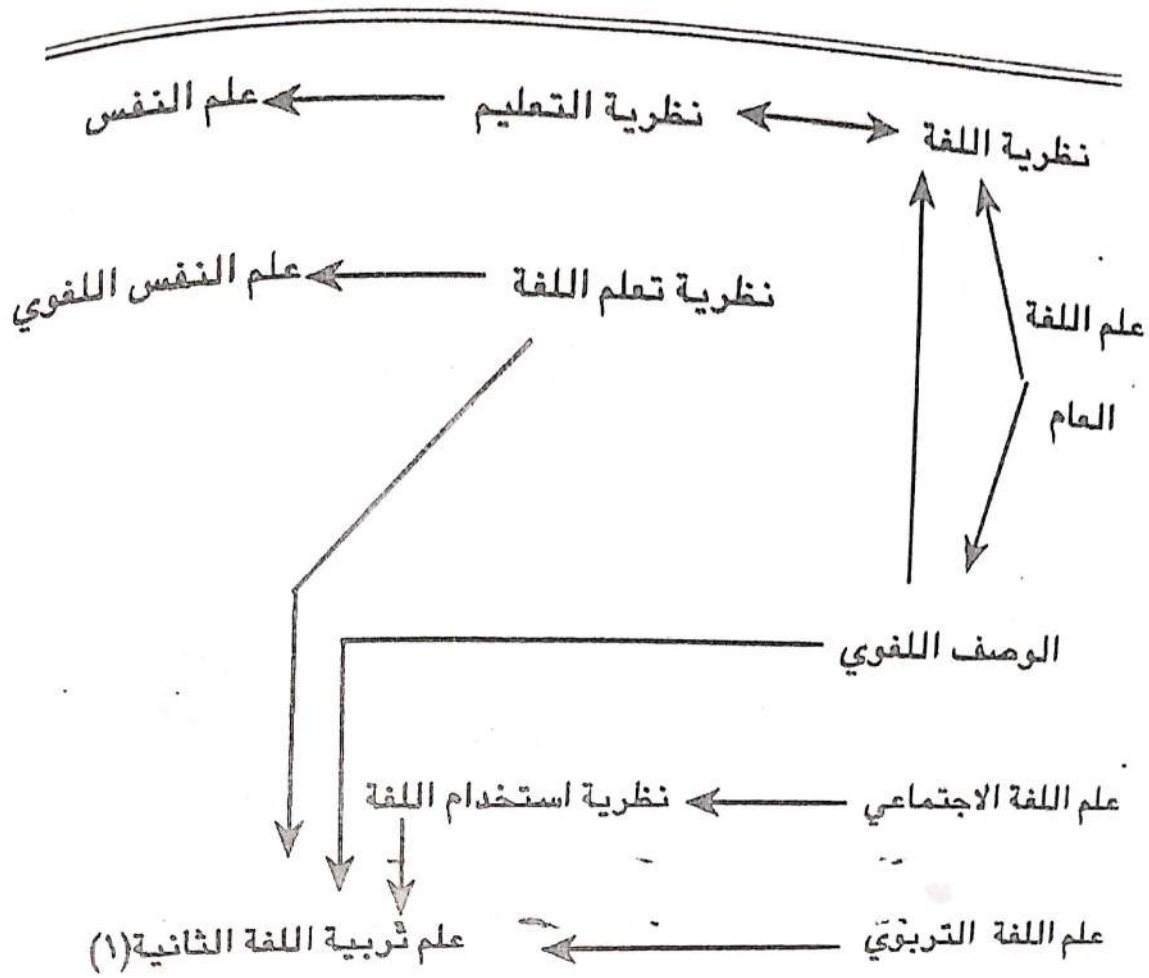 نظرية اللغة نظرية التعليم علم النفس
نظرية تعلم اللغة علم النفس اللغوي
علم اللغة
العام
الوصف اللغوي
علم اللغة الاجتماعي نظرية استخدام اللغة
علم اللغة التربوي علم تربية اللغة الثانية(١)